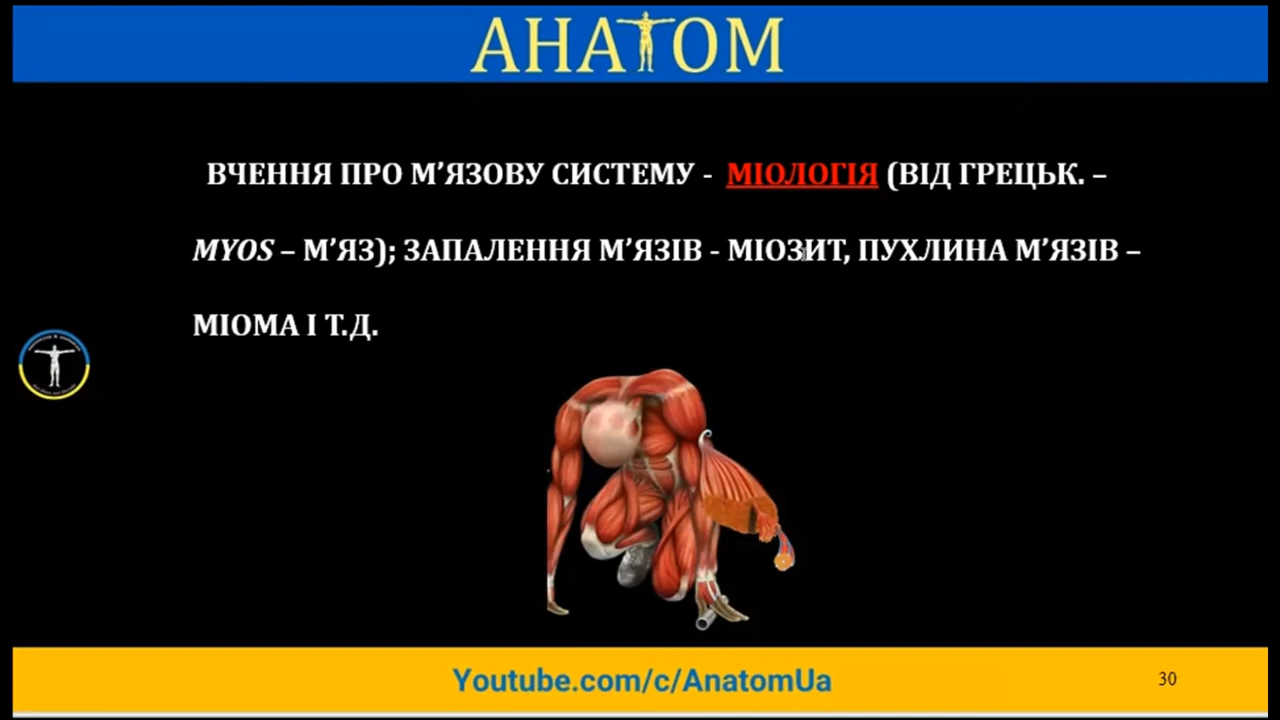 АНАТОМ
ВЧЕННЯ ПРО М’ЯЗОВУ СИСТЕМУ - МІОЛОГІЯ (ВІД ГРЕЦЬК. –
MYOS – М’ЯЗ); ЗАПАЛЕННЯ М’ЯЗІВ - МІОЗИТ, ПУХЛИНА М’ЯЗІВ –
МІОМА І Т.Д.
Youtube.com/c/AnatomUa
30